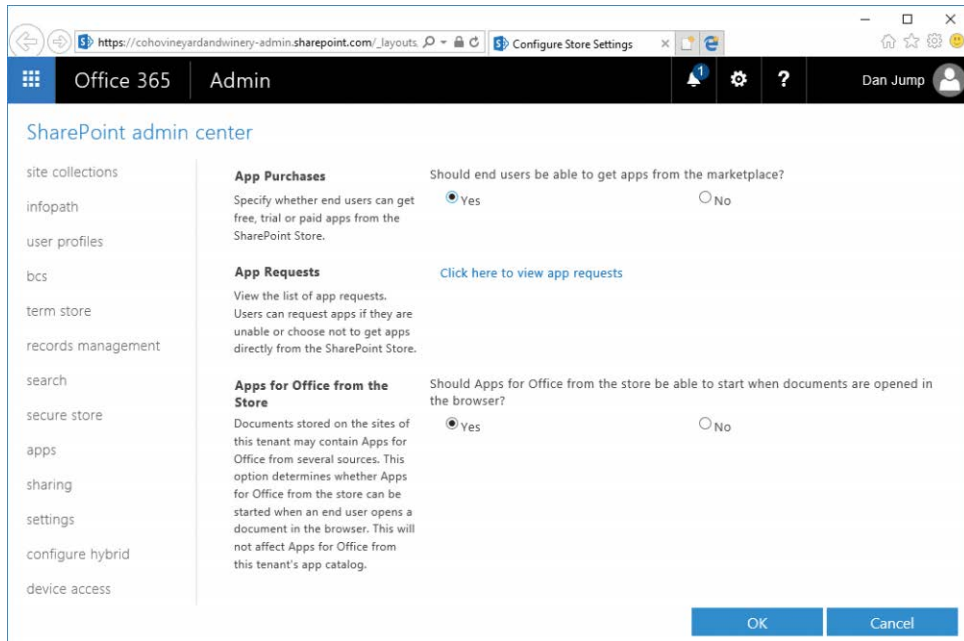 https://cohovineyardandwinery-admin.sharepoint.com/_layouts
Configure Store Settings
Office 365
Admin
1
?
Dan Jump
SharePoint admin center
site collections
infopath
user profiles
bcs
term store
records management
search
secure store
apps
sharing
settings
configure hybrid
device access
App Purchases
Specify whether end users can get
free, trial or paid apps from the
SharePoint Store.
Should end users be able to get apps from the marketplace?
Yes
No
App Requests
View the list of app requests.
Users can request apps if they are
unable or choose not to get apps
directly from the SharePoint Store.
Click here to view app requests
Apps for Office from the
Store
Documents stored on the sites of
this tenant may contain Apps for
Office from several sources. This
option determines whether Apps
for Office from the store can be
started when an end user opens a
document in the browser. This will
not affect Apps for Office from
this tenant's app catalog.
Should Apps for Office from the store be able to start when documents are opened in
the browser?
Yes
No
OK
Cancel